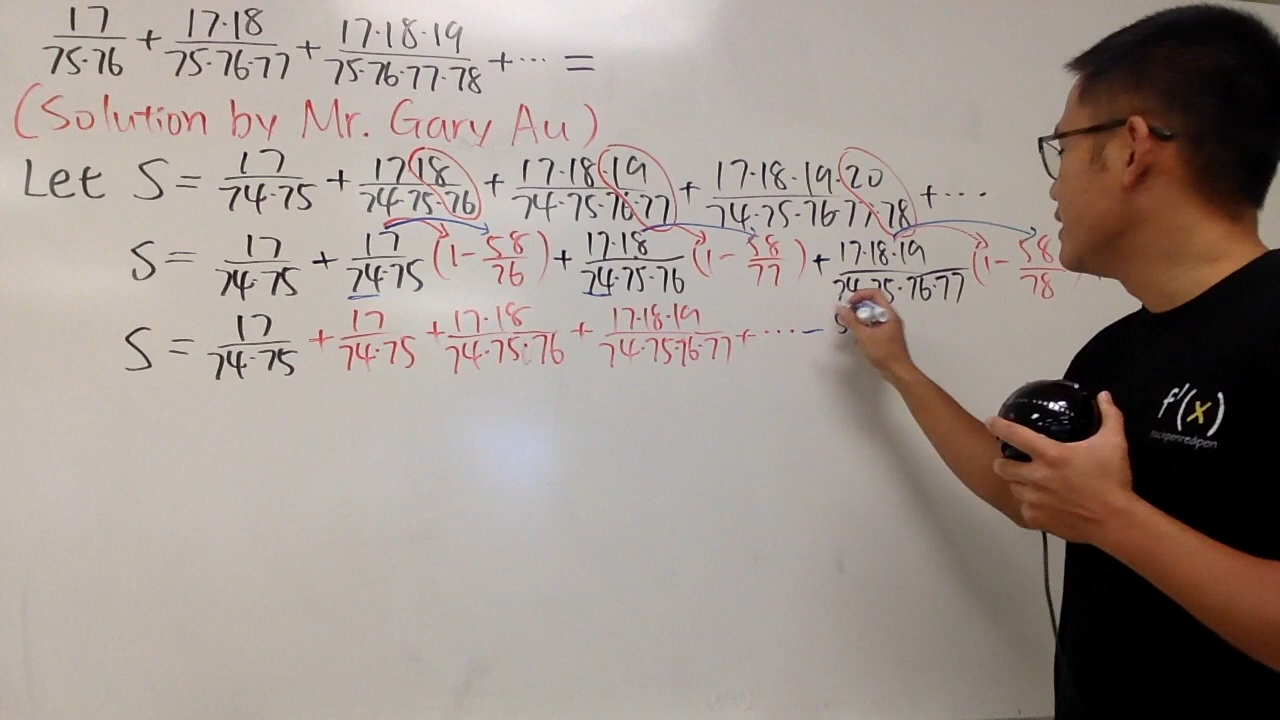 17/75·76 + 17·18/75·76·77 + 17·18·19/75·76·77·78 + ··· =
(Solution by Mr. Gary Au)
Let S = 17/74·75 + 17·18/74·75·76 + 17·18·19/74·75·76·77 + 17·18·19·20/74·75·76·77·78 + ···
S = 17/74·75 + 17/74·75 (1 - 58/76) + 17·18/74·75·76 (1 - 58/77) + 17·18·19/74·75·76·77 (1 - 58/78
S = 17/74·75 + 17/74·75 + 17·18/74·75·76 + 17·18·19/74·75·76·77 + ··· - 5
f'(x)
blackpenredpen